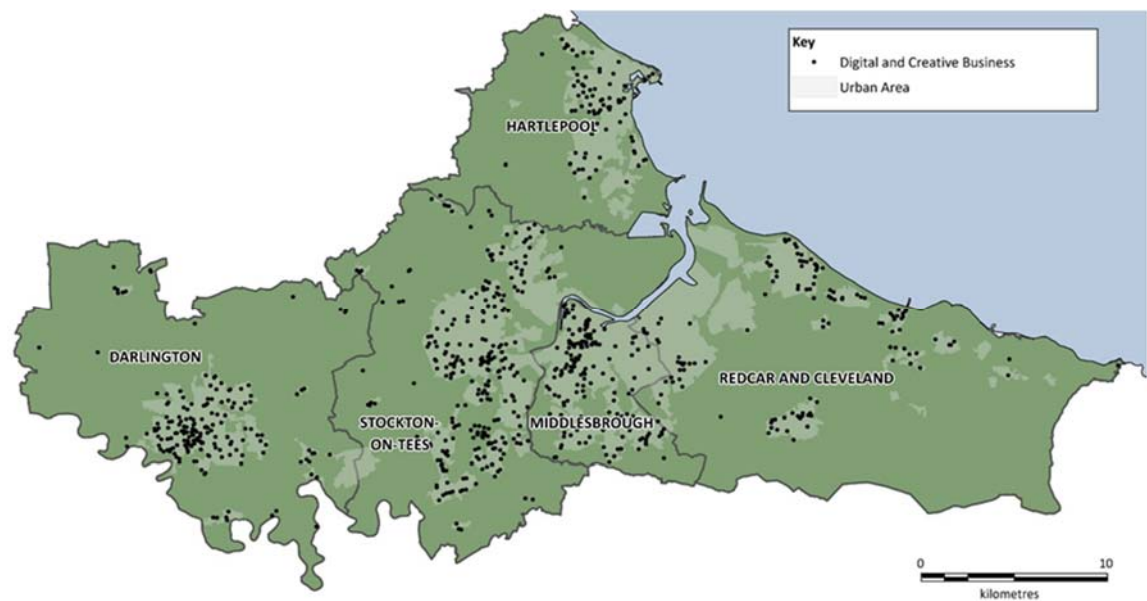 Key
Digital and Creative Business
Urban Area
HARTLEPOOL
DARLINGTON
STOCKTON-
ON-TEES
MIDDLESBROUGH
REDCAR AND CLEVELAND
0 10
kilometres